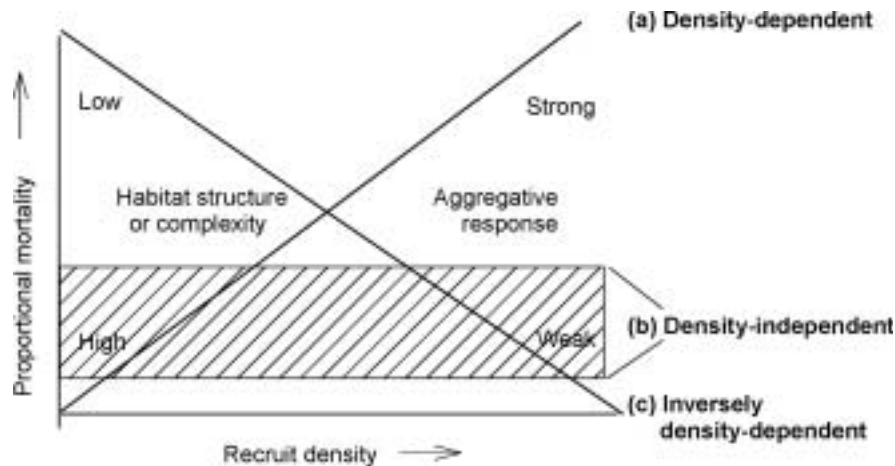 (a) Density-dependent
Low
Strong
Habitat structure
or complexity
Aggregative
response
Proportional mortality
High
Weak
(b) Density-independent
(c) Inversely
density-dependent
Recruit density